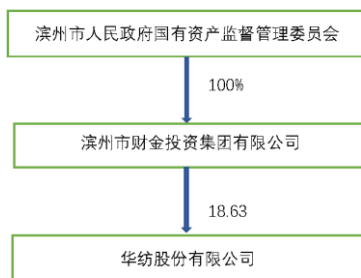 滨州市人民政府国有资产监督管理委员会
100%
滨州市财金投资集团有限公司
18.63
华纺股份有限公司